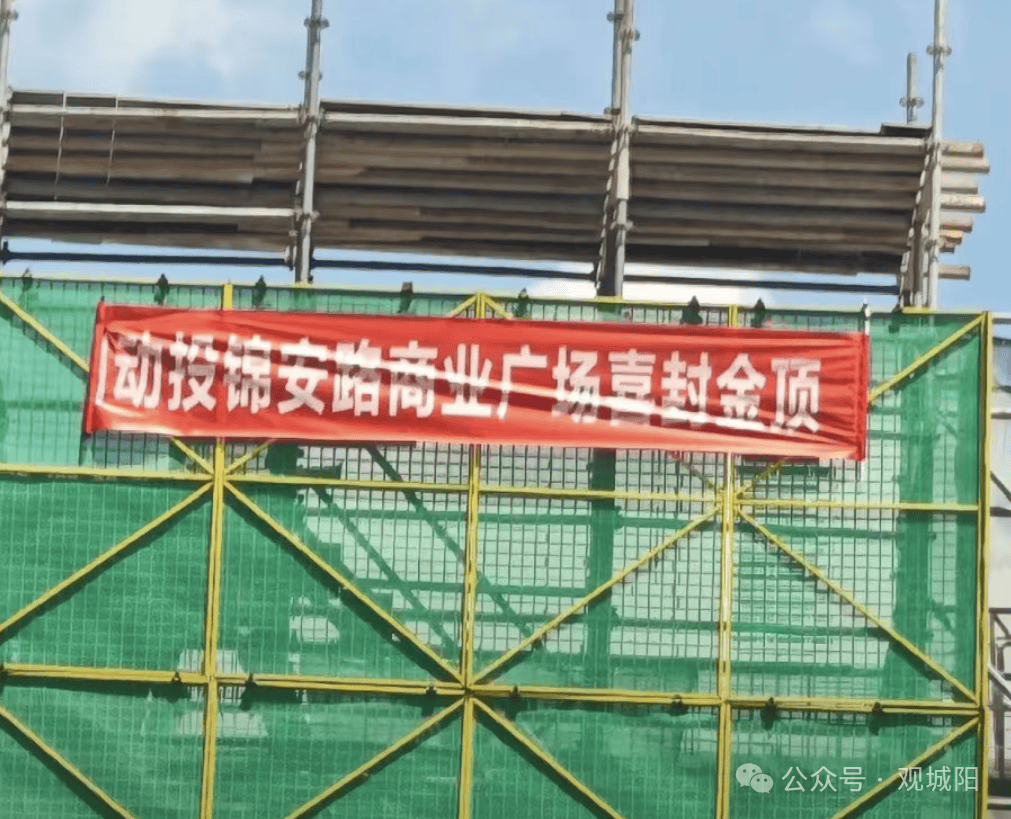 动投锦安路商业广场喜封金顶
公众号 · 观城阳